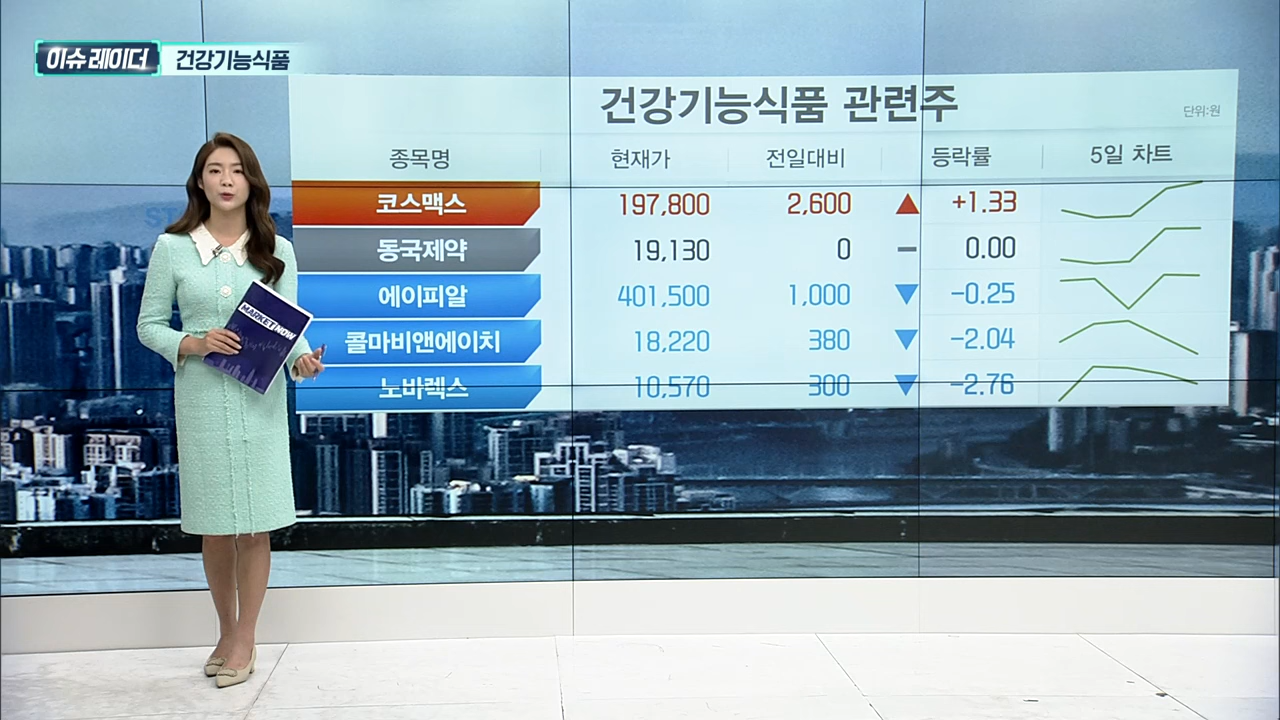 이슈 레이더 건강기능식품
건강기능식품 관련주
단위:원
종목명 현재가 전일대비 등락률 5일 차트
코스맥스 197,800 2,600 ▲ +1.33
동국제약 19,130 0 – 0.00
에이피알 401,500 1,000 ▼ -0.25
콜마비앤에이치 18,220 380 ▼ -2.04
노바렉스 10,570 300 ▼ -2.76
MARKET NOW